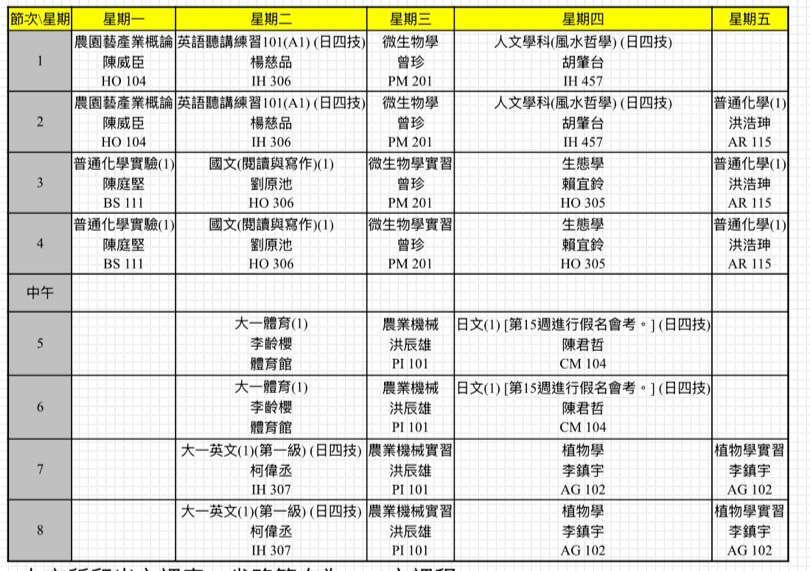 節次\星期 星期一 星期二 星期三 星期四 星期五
1
農園藝產業概論 英語聽講練習101(A1) (日四技) 微生物學 人文學科(風水哲學) (日四技)
陳威臣 楊慈品 曾珍 胡肇台
HO 104 IH 306 PM 201 IH 457
2
農園藝產業概論 英語聽講練習101(A1) (日四技) 微生物學 人文學科(風水哲學) (日四技) 普通化學(1)
陳威臣 楊慈品 曾珍 胡肇台 洪浩珅
HO 104 IH 306 PM 201 IH 457 AR 115
3
普通化學實驗(1) 國文(閱讀與寫作)(1) 微生物學實習 生態學 普通化學(1)
陳庭堅 劉原池 曾珍 賴宜鈴 洪浩珅
BS 111 HO 306 PM 201 HO 305 AR 115
4
普通化學實驗(1) 國文(閱讀與寫作)(1) 微生物學實習 生態學 普通化學(1)
陳庭堅 劉原池 曾珍 賴宜鈴 洪浩珅
BS 111 HO 306 PM 201 HO 305 AR 115
中午
5
大一體育(1) 農業機械 日文(1) [第15週進行假名會考。] (日四技)
李齡櫻 洪辰雄 陳君哲
體育館 PI 101 CM 104
6
大一體育(1) 農業機械 日文(1) [第15週進行假名會考。] (日四技)
李齡櫻 洪辰雄 陳君哲
體育館 PI 101 CM 104
7
大一英文(1)(第一級) (日四技) 農業機械實習 植物學 植物學實習
柯偉丞 洪辰雄 李鎮宇 李鎮宇
IH 307 PI 101 AG 102 AG 102
8
大一英文(1)(第一級) (日四技) 農業機械實習 植物學 植物學實習
柯偉丞 洪辰雄 李鎮宇 李鎮宇
IH 307 PI 101 AG 102 AG 102